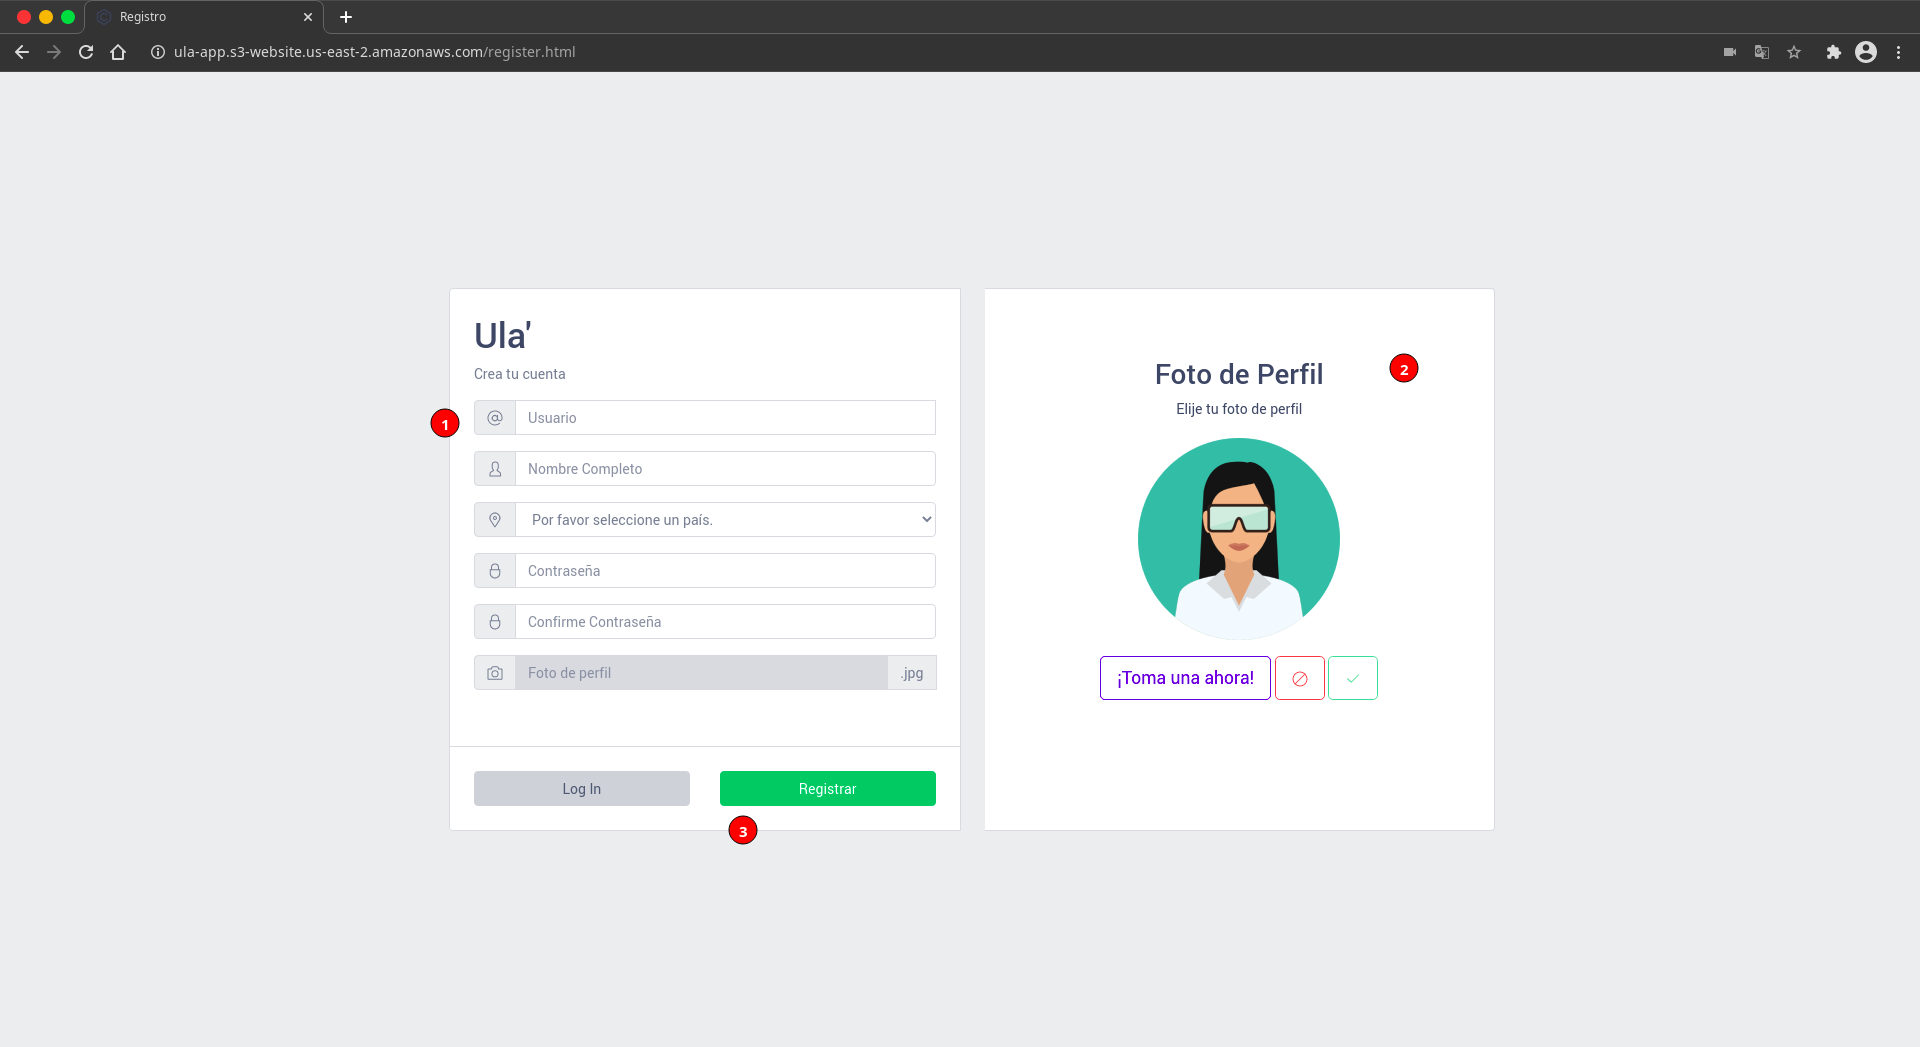 Registro
ula-app.s3-website.us-east-2.amazonaws.com/register.html
Ula'
Crea tu cuenta
1
Usuario
Nombre Completo
Por favor seleccione un país.
Contraseña
Confirme Contraseña
Foto de perfil .jpg
Log In Registrar
3
Foto de Perfil
2
Elije tu foto de perfil
¡Toma una ahora!